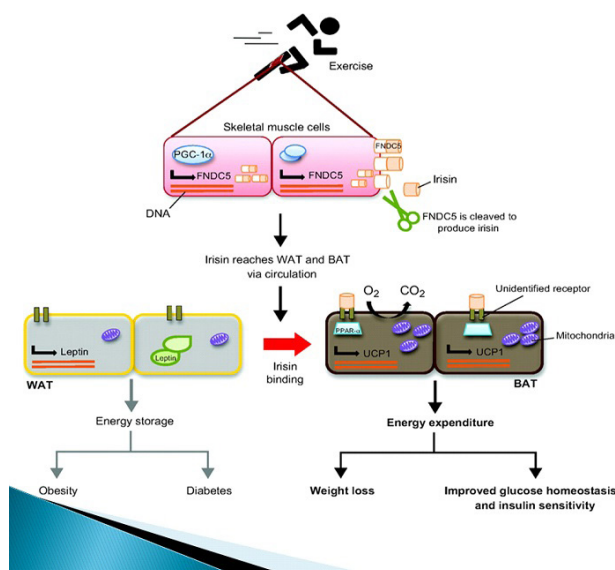 Exercise
Skeletal muscle cells
PGC-1α
FNDC5
FNDC5
FNDC5
Irisin
DNA
FNDC5 is cleaved
to produce irisin
Irisin reaches WAT and BAT
via circulation
O2
CO2
Unidentified receptor
PPAR-α
Mitochondria
Leptin
Leptin
UCP1
UCP1
WAT
Irisin
binding
BAT
Energy storage
Energy expenditure
Obesity
Diabetes
Weight loss
Improved glucose homeostasis
and insulin sensitivity